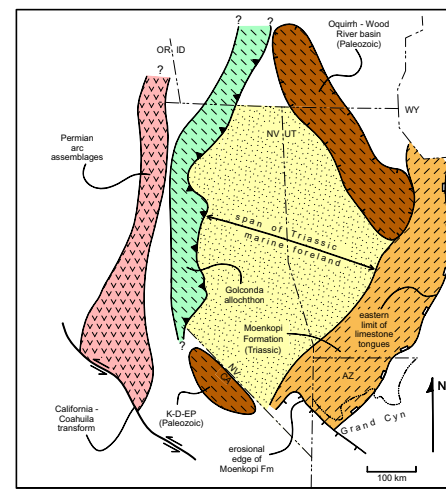 ?
?
Oquirrh - Wood
River basin
(Paleozoic)
OR ID
?
WY
NV UT
Permian
arc
assemblages
span of Triassic
marine foreland
Golconda
allochthon
eastern
limit of
limestone
tongues
Moenkopi
Formation
(Triassic)
?
NV
CA
AZ
N
K-D-EP
(Paleozoic)
California -
Coahuila
transform
Grand Cyn
erosional
edge of
Moenkopi Fm
100 km